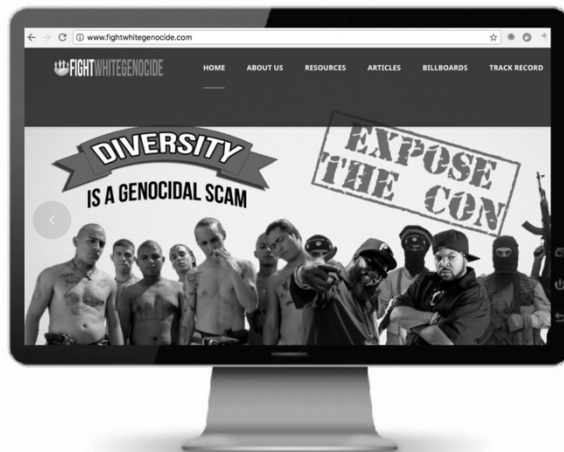 www.fightwhitegenocide.com
FIGHTWHITEGENOCIDE
HOME
ABOUT US
RESOURCES
ARTICLES
BILLBOARDS
TRACK RECORD
DIVERSITY
IS A GENOCIDAL SCAM
EXPOSE
THE CON